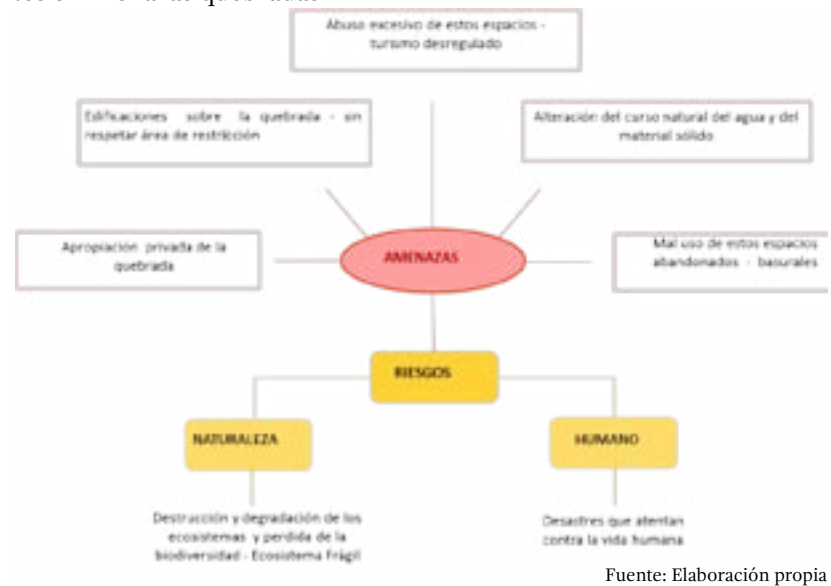 Abuso excesivo de estos espacios -
turismo desregulado
Edificaciones sobre la quebrada - sin
respetar área de restricción
Alteración del curso natural del agua y del
material sólido
Apropiación privada de la
quebrada
AMENAZAS
Mal uso de estos espacios
abandonados - basurales
RIESGOS
NATURALEZA
HUMANO
Destrucción y degradación de los
ecosistemas y perdida de la
biodiversidad - Ecosistema Frágil
Desastres que atentan
contra la vida humana
Fuente: Elaboración propia